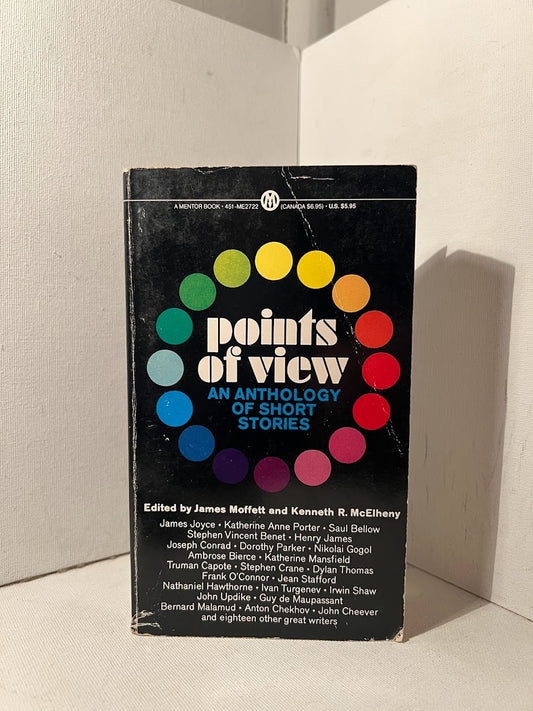 A MENTOR BOOK • 451-ME2722 (CANADA $6.95) • U.S. $5.95
points
of view
AN ANTHOLOGY
OF SHORT
STORIES
Edited by James Moffett and Kenneth R. McElheny
James Joyce • Katherine Anne Porter • Saul Bellow
Stephen Vincent Benet • Henry James
Joseph Conrad • Dorothy Parker • Nikolai Gogol
Ambrose Bierce • Katherine Mansfield
Truman Capote • Stephen Crane • Dylan Thomas
Frank O'Connor • Jean Stafford
Nathaniel Hawthorne • Ivan Turgenev • Irwin Shaw
John Updike • Guy de Maupassant
Bernard Malamud • Anton Chekhov • John Cheever
and eighteen other great writers